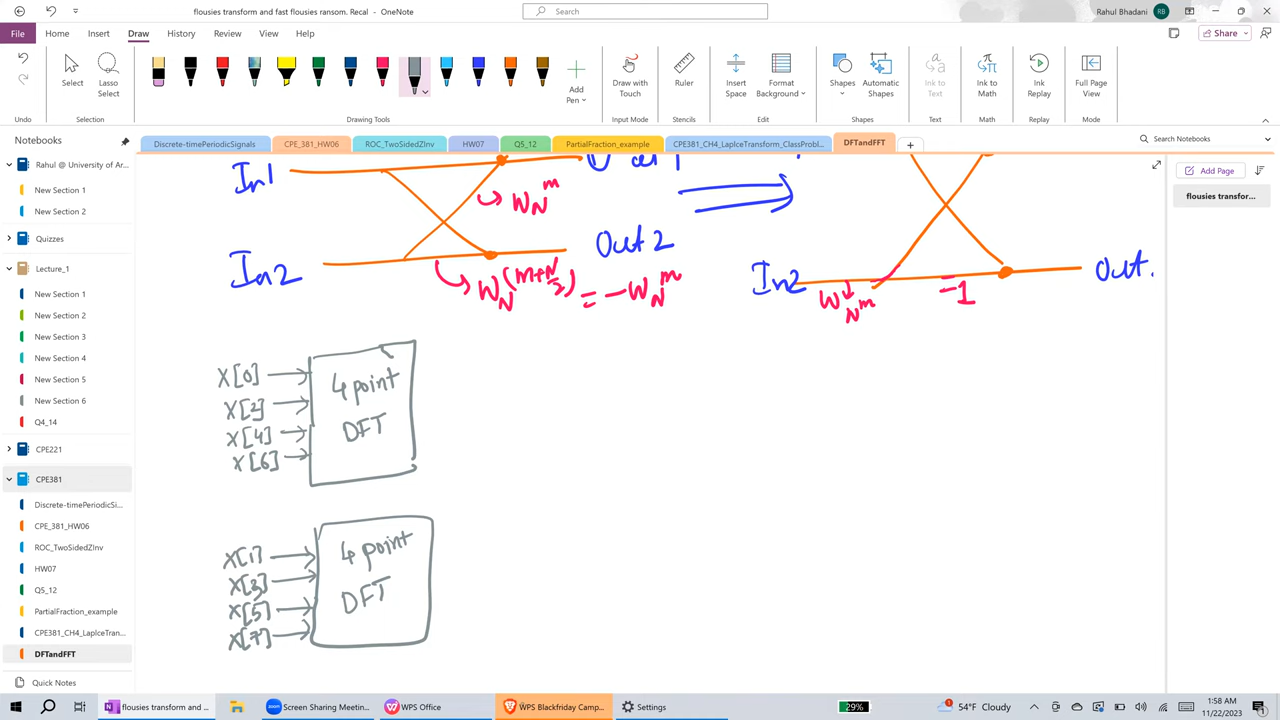 flousies transform and fast flousies ransom. Recal - OneNote
Search
Rahul Bhadani
RB
File
Home
Insert
Draw
History
Review
View
Help
Share
Select
Lasso
Select
Add
Pen
Draw with
Touch
Ruler
Insert
Space
Format
Background
Shapes
Automatic
Shapes
Ink to
Text
Ink to
Math
Ink
Replay
Full Page
View
Undo
Selection
Drawing Tools
Input Mode
Stencils
Edit
Shapes
Text
Math
Replay
Mode
Notebooks
Discrete-timePeriodicSignals
CPE_381_HW06
ROC_TwoSidedZInv
HW07
Q5_12
PartialFraction_example
CPE381_CH4_LaplceTransform_ClassProbl...
DFTandFFT
Search Notebooks
Add Page
flousies transfor...
Rahul @ University of Ar...
New Section 1
New Section 2
Quizzes
Lecture_1
New Section 1
New Section 2
New Section 3
New Section 4
New Section 5
New Section 6
Q4_14
CPE221
CPE381
Discrete-timePeriodicSi...
CPE_381_HW06
ROC_TwoSidedZInv
HW07
Q5_12
PartialFraction_example
CPE381_CH4_LaplceTran...
DFTandFFT
Quick Notes
In1
W_N^m
In2
Out 2
W_N^(m+N/2) = -W_N^m
In2
W_N^m
-1
Out.
X[0]
X[2]
X[4]
X[6]
4 point
DFT
X[1]
X[3]
X[5]
X[7]
4 point
DFT
flousies transform and ...
Screen Sharing Meetin...
WPS Office
WPS Blackfriday Camp...
Settings
29%
54°F Cloudy
1:58 AM
11/22/2023